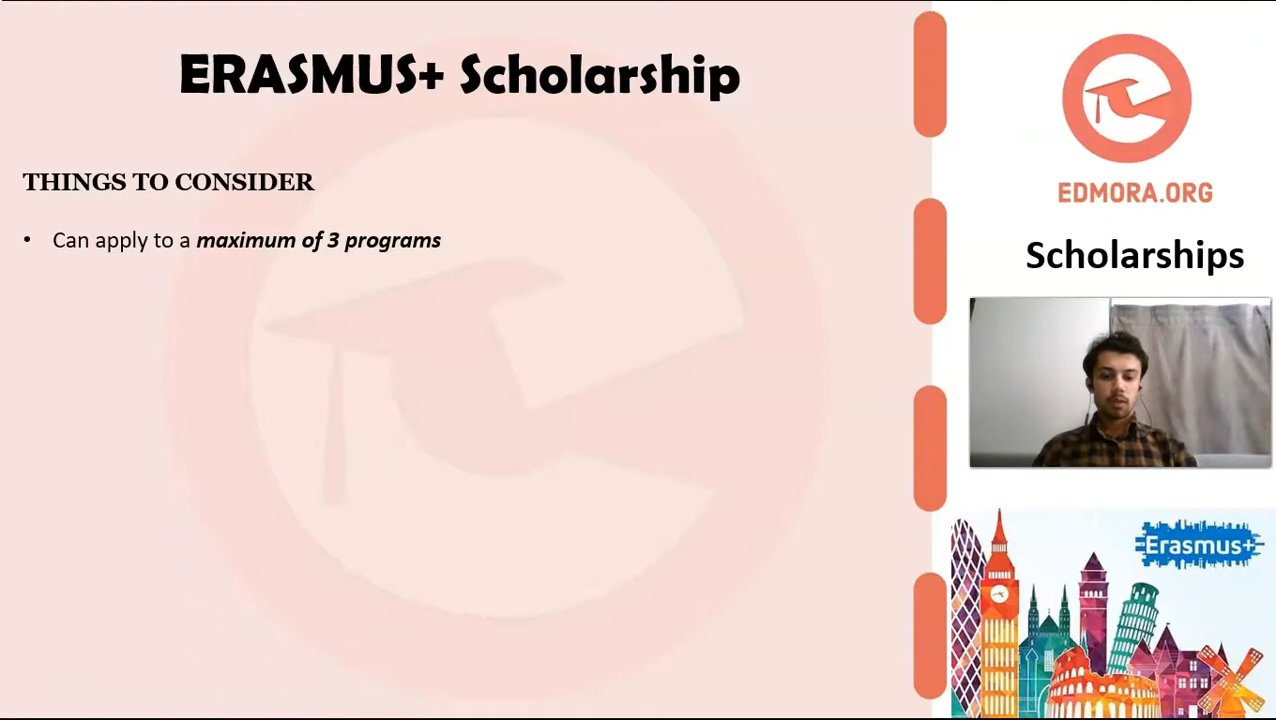 ERASMUS+ Scholarship
THINGS TO CONSIDER
• Can apply to a maximum of 3 programs
EDMORA.ORG
Scholarships
Erasmus+